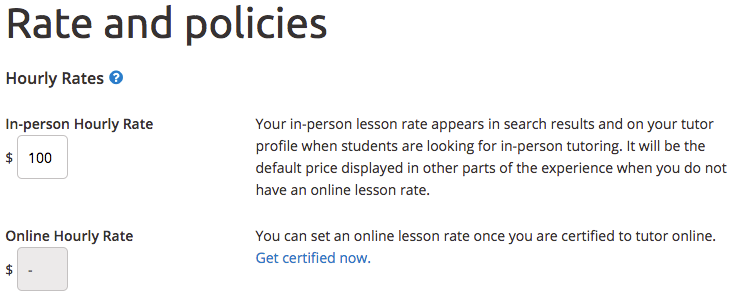 Rate and policies
Hourly Rates ?
In-person Hourly Rate
$ 100
Your in-person lesson rate appears in search results and on your tutor
profile when students are looking for in-person tutoring. It will be the
default price displayed in other parts of the experience when you do not
have an online lesson rate.
Online Hourly Rate
$ -
You can set an online lesson rate once you are certified to tutor online.
Get certified now.